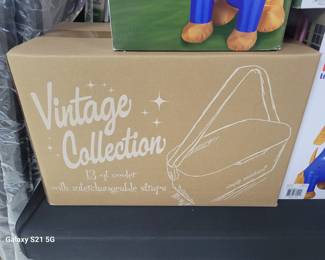 Vintage
Collection
13 qt cooler
with interchangeable straps
Galaxy S21 5G